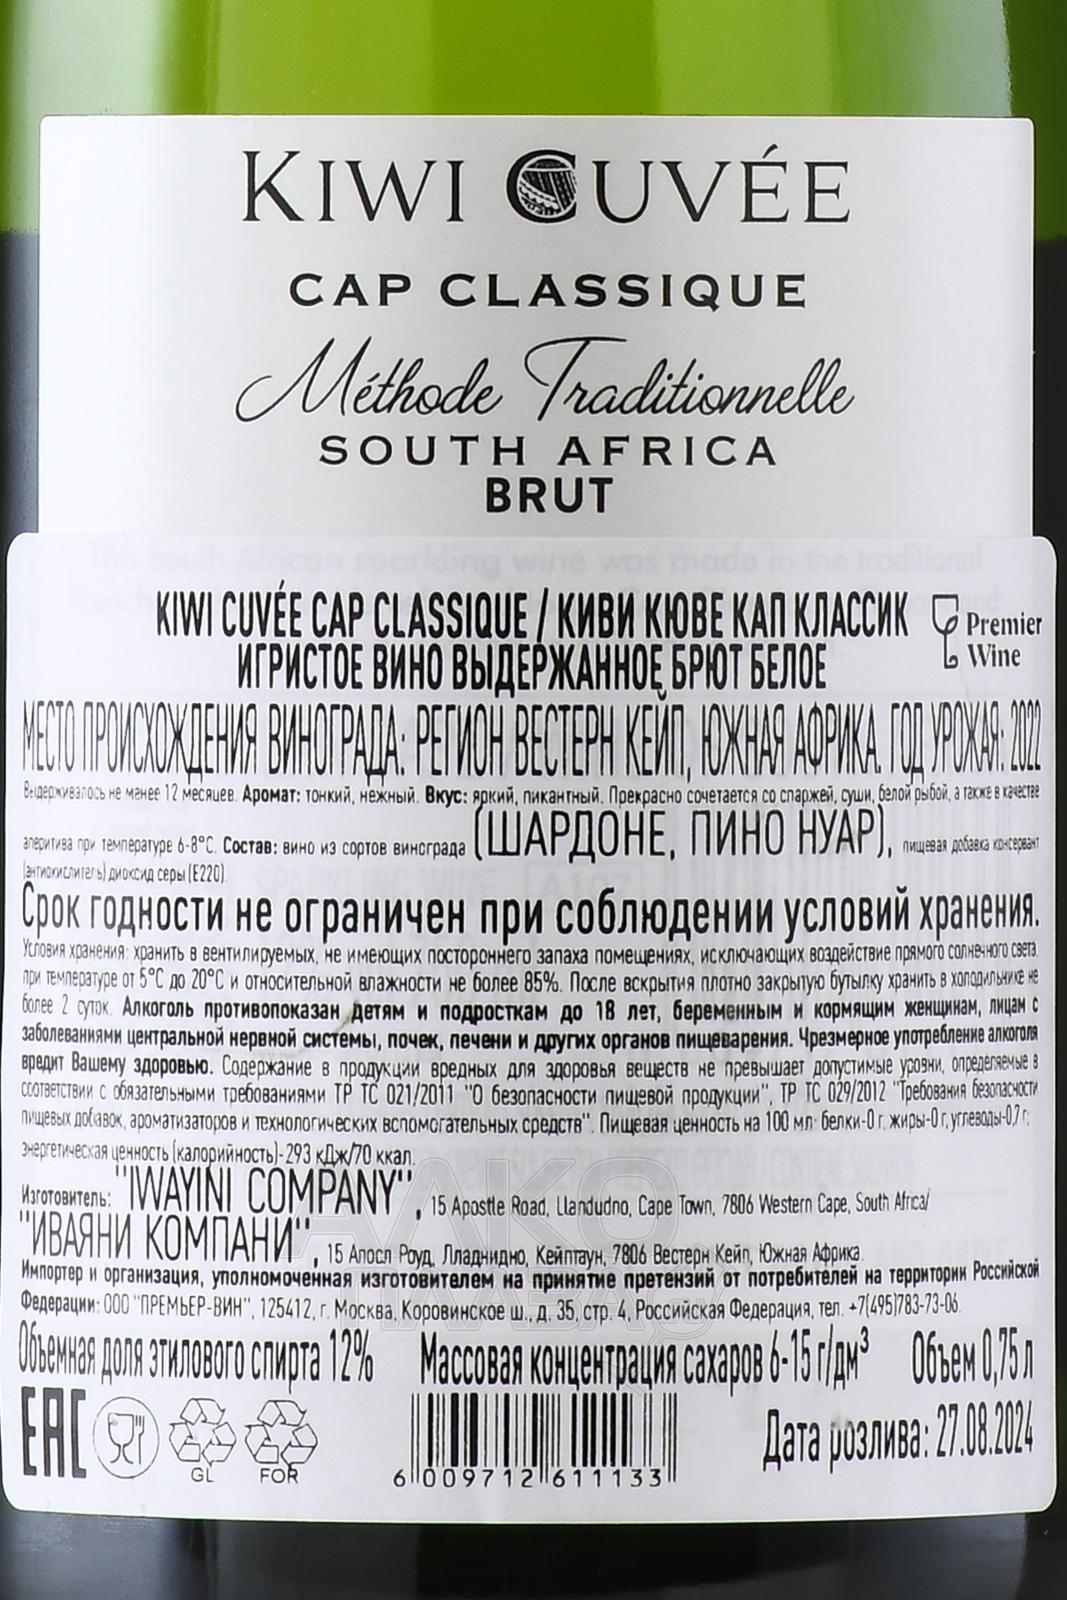 KIWI CUVÉE
CAP CLASSIQUE
Méthode Traditionnelle
SOUTH AFRICA
BRUT
This South African sparkling wine was made in the traditional
KIWI CUVÉE CAP CLASSIQUE / КИВИ КЮВЕ КАП КЛАССИК
ИГРИСТОЕ ВИНО ВЫДЕРЖАННОЕ БРЮТ БЕЛОЕ
Premier
Wine
МЕСТО ПРОИСХОЖДЕНИЯ ВИНОГРАДА: РЕГИОН ВЕСТЕРН КЕЙП, ЮЖНАЯ АФРИКА. ГОД УРОЖАЯ: 2022
Выдерживалось не менее 12 месяцев. Аромат: тонкий, нежный. Вкус: яркий, пикантный. Прекрасно сочетается со спаржей, суши, белой рыбой, а также в качестве
аперитива при температуре 6-8°C. Состав: вино из сортов винограда (ШАРДОНЕ, ПИНО НУАР), пищевая добавка консервант
(антиокислитель) диоксид серы (Е220).
Срок годности не ограничен при соблюдении условий хранения.
Условия хранения: хранить в вентилируемых, не имеющих постороннего запаха помещениях, исключающих воздействие прямого солнечного света,
при температуре от 5°C до 20°C и относительной влажности не более 85%. После вскрытия плотно закрытую бутылку хранить в холодильнике не
более 2 суток. Алкоголь противопоказан детям и подросткам до 18 лет, беременным и кормящим женщинам, лицам с
заболеваниями центральной нервной системы, почек, печени и других органов пищеварения. Чрезмерное употребление алкоголя
вредит Вашему здоровью. Содержание в продукции вредных для здоровья веществ не превышает допустимые уровни, определяемые в
соответствии с обязательными требованиями ТР ТС 021/2011 "О безопасности пищевой продукции", ТР ТС 029/2012 "Требования безопасности
пищевых добавок, ароматизаторов и технологических вспомогательных средств". Пищевая ценность на 100 мл- белки-0 г, жиры-0 г, углеводы-0,7 г;
энергетическая ценность (калорийность)- 293 кДж/70 ккал.
Изготовитель: "IWAYINI COMPANY", 15 Apostle Road, Llandudno, Cape Town, 7806 Western Cape, South Africa/
"ИВАЯНИ КОМПАНИ", 15 Апосл Роуд, Лладнидно, Кейптаун, 7806 Вестерн Кейп, Южная Африка.
Импортер и организация, уполномоченная изготовителем на принятие претензий от потребителей на территории Российской
Федерации: ООО "ПРЕМЬЕР-ВИН", 125412, г. Москва, Коровинское ш., д. 35, стр. 4, Российская Федерация, тел. +7(495)783-73-06.
Объемная доля этилового спирта 12% Массовая концентрация сахаров 6-15 г/дм³ Объем 0,75 л
EAC
GL
FOR
6 009712 611133
Дата розлива: 27.08.2024